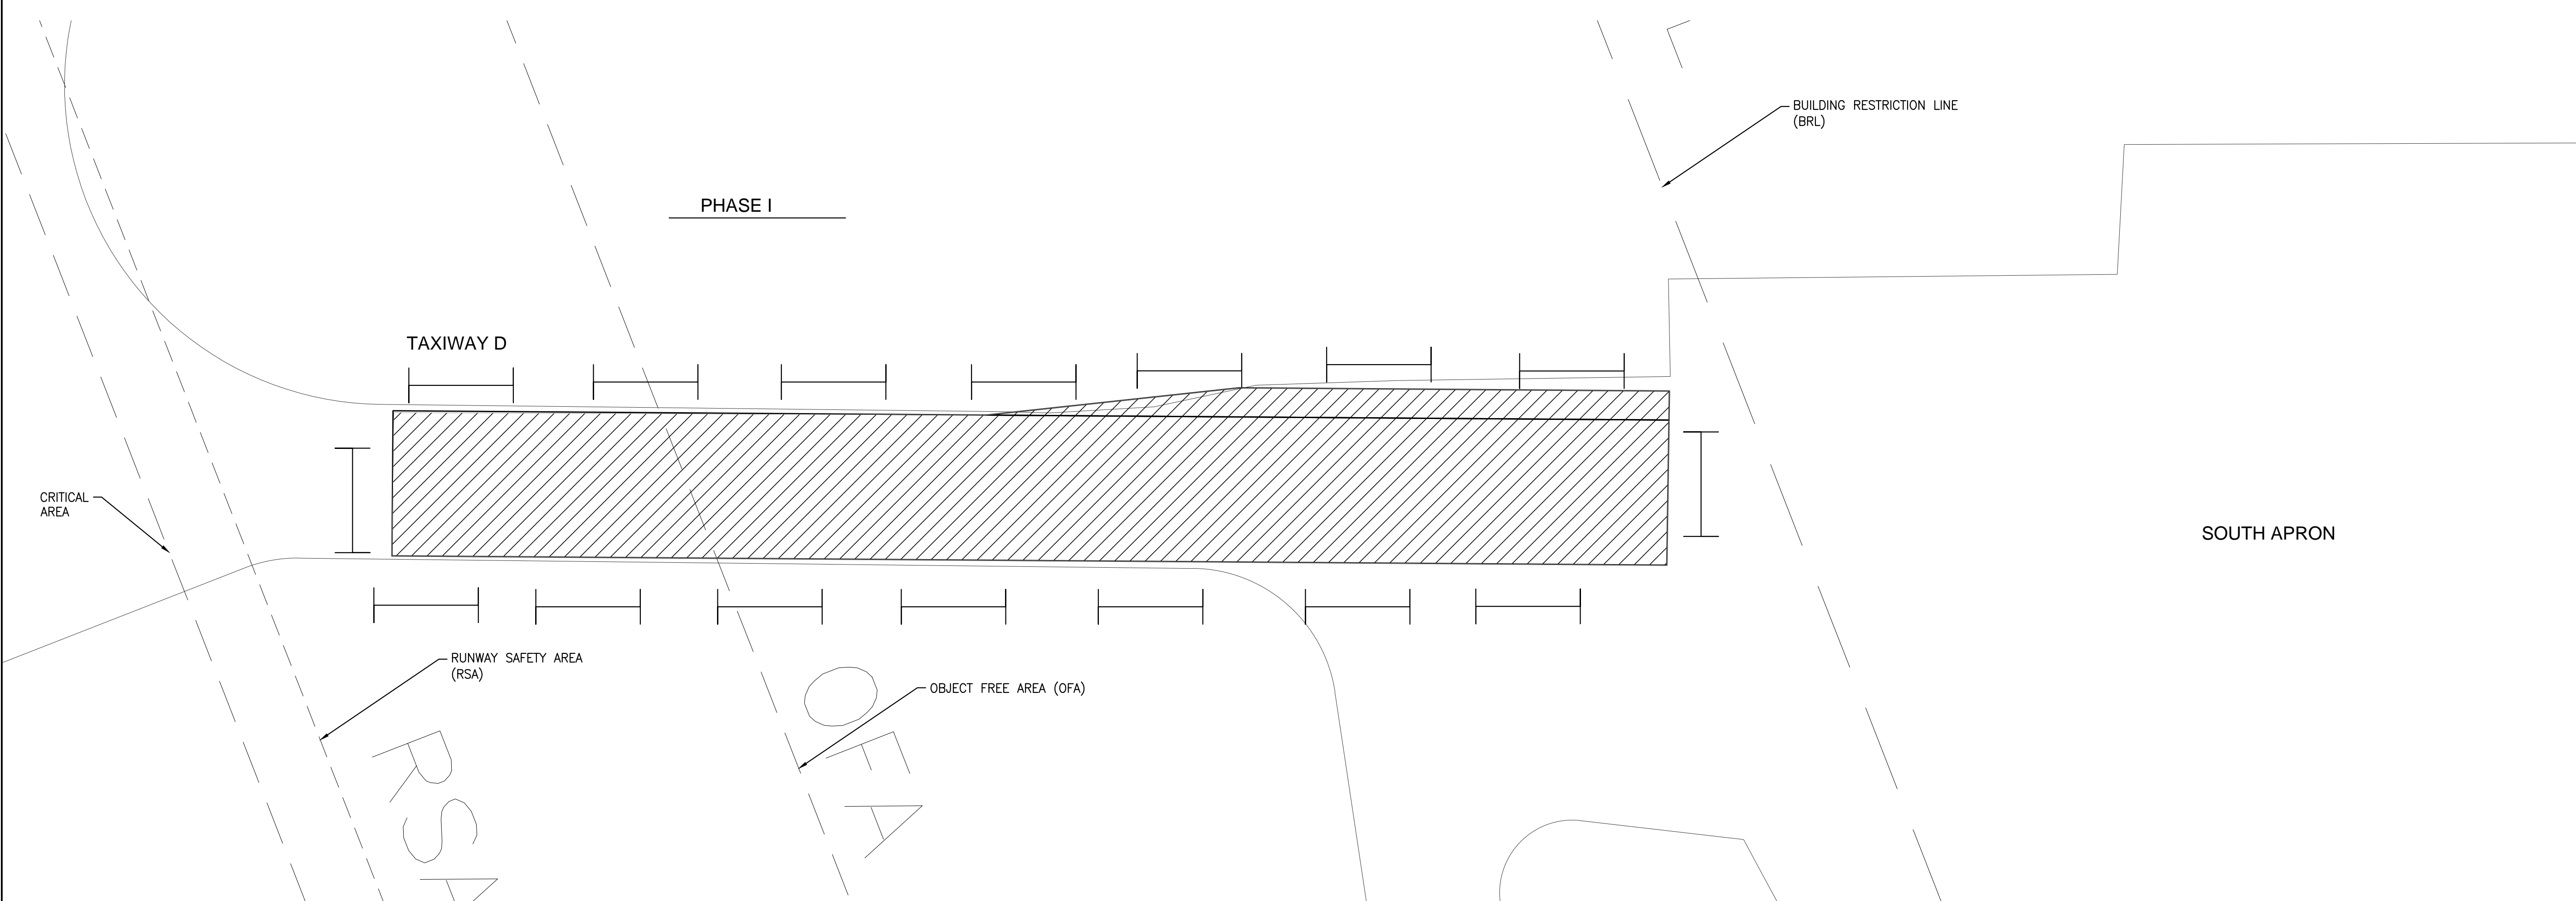 BUILDING RESTRICTION LINE
(BRL)
PHASE I
TAXIWAY D
CRITICAL
AREA
SOUTH APRON
RUNWAY SAFETY AREA
(RSA)
OBJECT FREE AREA (OFA)
OFA
RSA